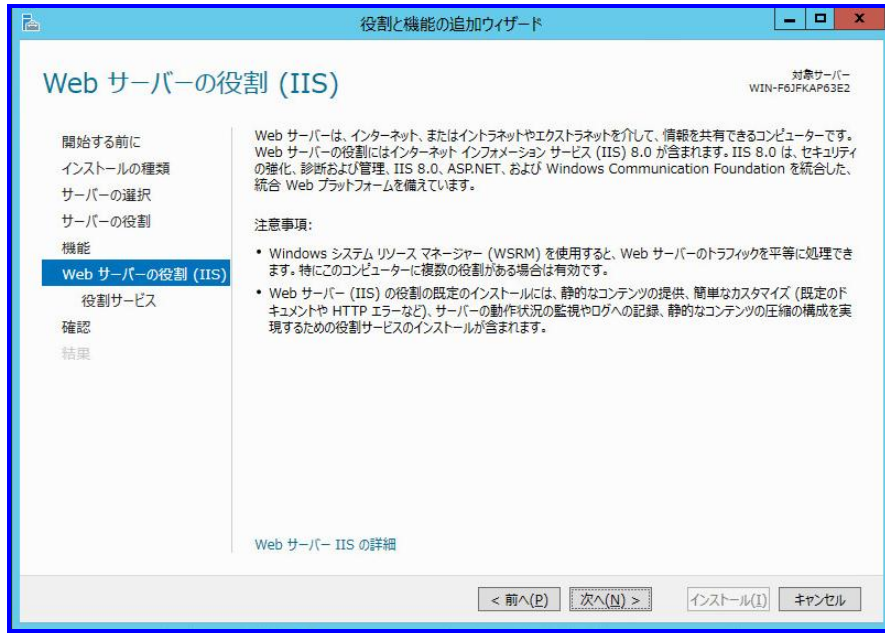 役割と機能の追加ウィザード
Web サーバーの役割 (IIS)
対象サーバー
WIN-F6JFKAP63E2
開始する前に
インストールの種類
サーバーの選択
サーバーの役割
機能
Web サーバーの役割 (IIS)
役割サービス
確認
結果
Web サーバーは、インターネット、またはイントラネットやエクストラネットを介して、情報を共有できるコンピューターです。
Web サーバーの役割にはインターネット インフォメーション サービス (IIS) 8.0 が含まれます。IIS 8.0 は、セキュリティ
の強化、診断および管理、IIS 8.0、ASP.NET、および Windows Communication Foundation を統合した、
統合 Web プラットフォームを備えています。
注意事項:
• Windows システム リソース マネージャー (WSRM) を使用すると、Web サーバーのトラフィックを平等に処理でき
ます。特にこのコンピューターに複数の役割がある場合は有効です。
• Web サーバー (IIS) の役割の既定のインストールには、静的なコンテンツの提供、簡単なカスタマイズ (既定のド
キュメントや HTTP エラーなど)、サーバーの動作状況の監視やログへの記録、静的なコンテンツの圧縮の構成を実
現するための役割サービスのインストールが含まれます。
Web サーバー IIS の詳細
< 前へ(P)
次へ(N) >
インストール(I)
キャンセル